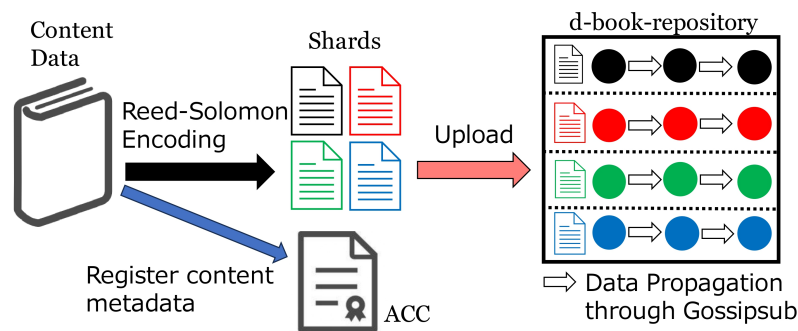 Content
Data
Shards
d-book-repository
Reed-Solomon
Encoding
Upload
Register content
metadata
ACC
Data Propagation
through Gossipsub